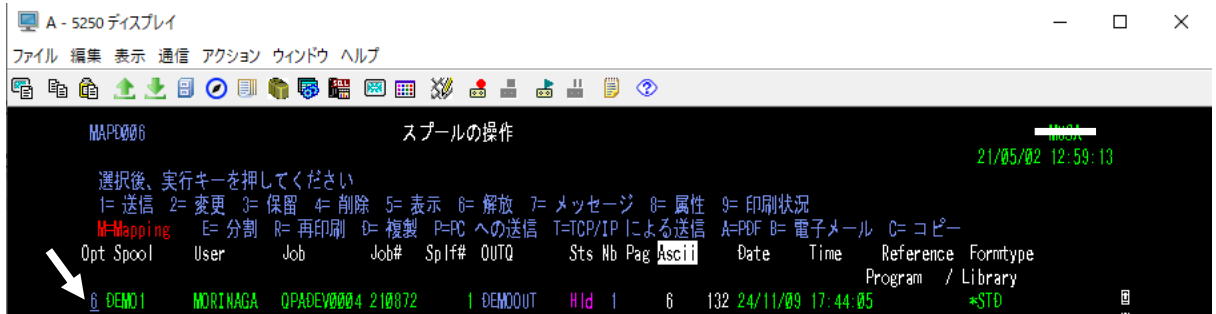 A - 5250 ディスプレイ
ファイル 編集 表示 通信 アクション ウィンドウ ヘルプ
MAPD006 スプールの操作
21/05/02 12:59:13
選択後、実行キーを押してください
1= 送信 2= 変更 3= 保留 4= 削除 5= 表示 6= 解放 7= メッセージ 8= 属性 9= 印刷状況
M=Mapping E= 分割 R= 再印刷 D= 複製 P=PC への送信 T=TCP/IP による送信 A=PDF B= 電子メール C= コピー
Opt Spool User Job Job# Splf# OUTQ Sts Nb Pag Ascii Date Time Reference Formtype
Program / Library
6 DEMO1 MORINAGA QPADEV0004 210872 1 DEMOOUT Hld 1 6 132 24/11/09 17:44:05 *STD